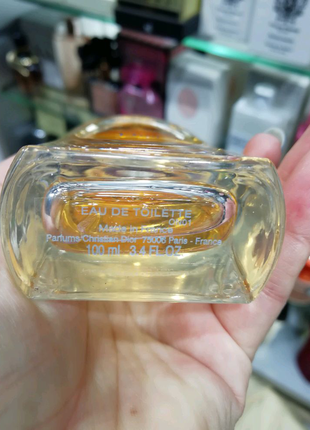 EAU DE TOILETTE
Made in France
Parfums Christian Dior 75008 Paris - France
100 ml 3.4 FL.OZ